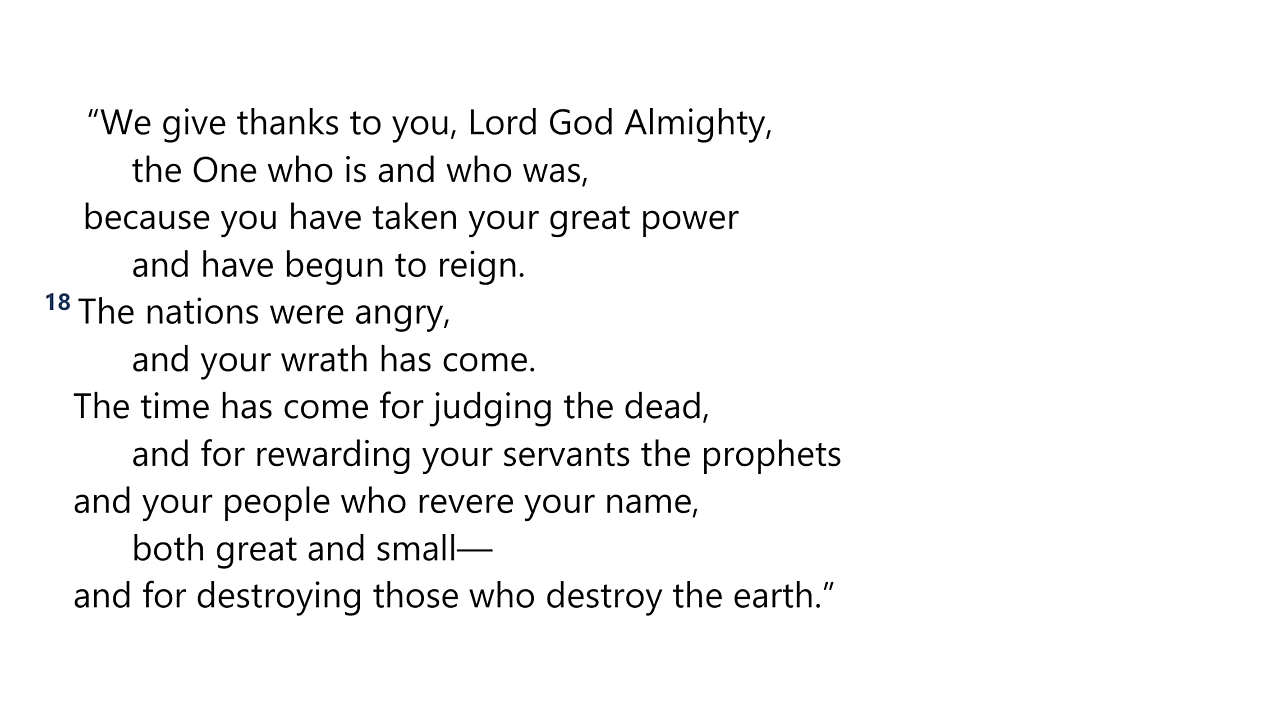 “We give thanks to you, Lord God Almighty,
the One who is and who was,
because you have taken your great power
and have begun to reign.
18 The nations were angry,
and your wrath has come.
The time has come for judging the dead,
and for rewarding your servants the prophets
and your people who revere your name,
both great and small—
and for destroying those who destroy the earth.”